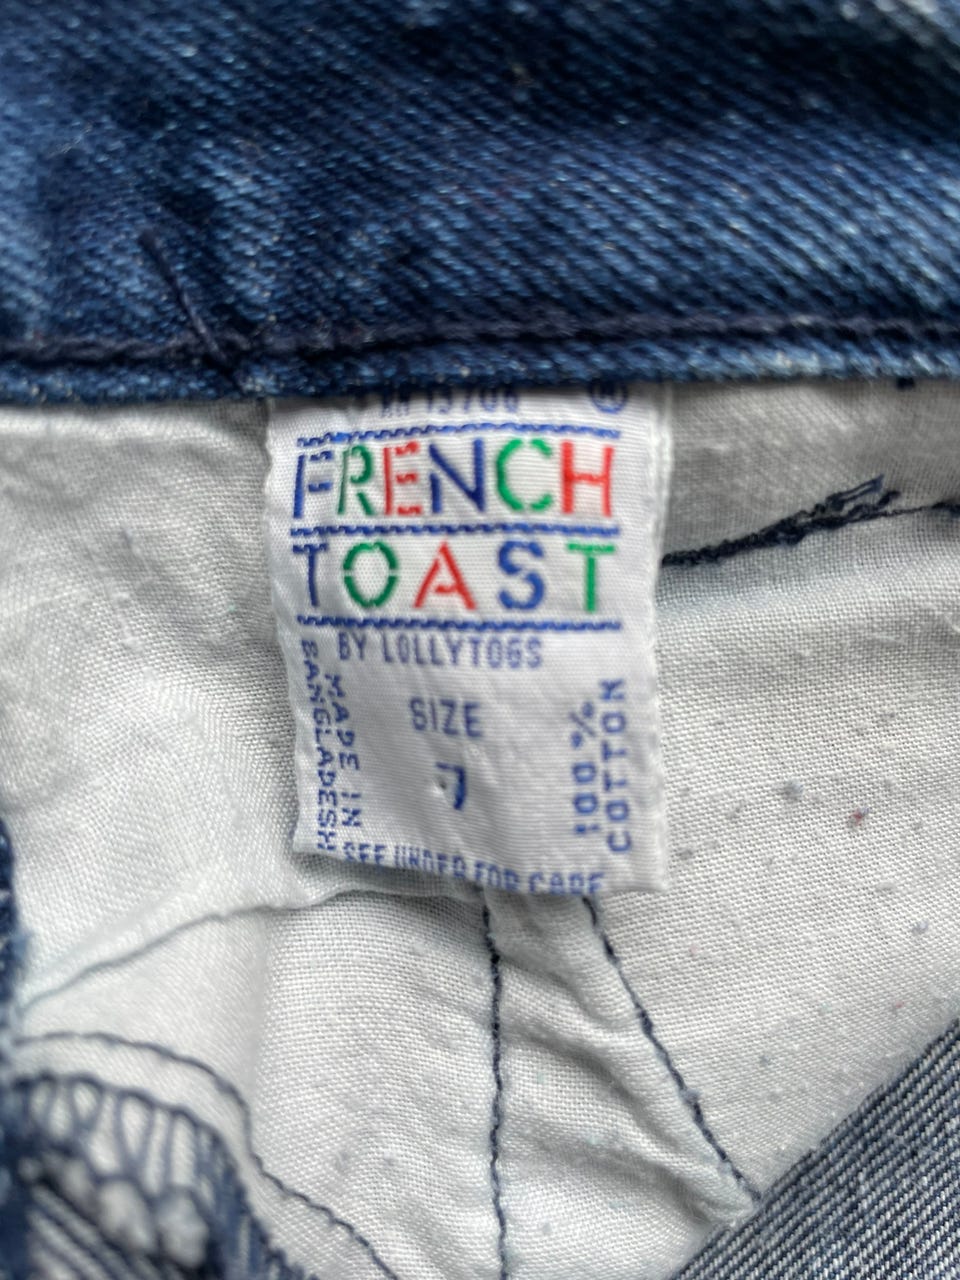 FRENCH
TOAST
BY LOLLYTOGS
SIZE
7
MADE IN
BANGLADESH
100%
COTTON
SEE UNDER FOR CARE